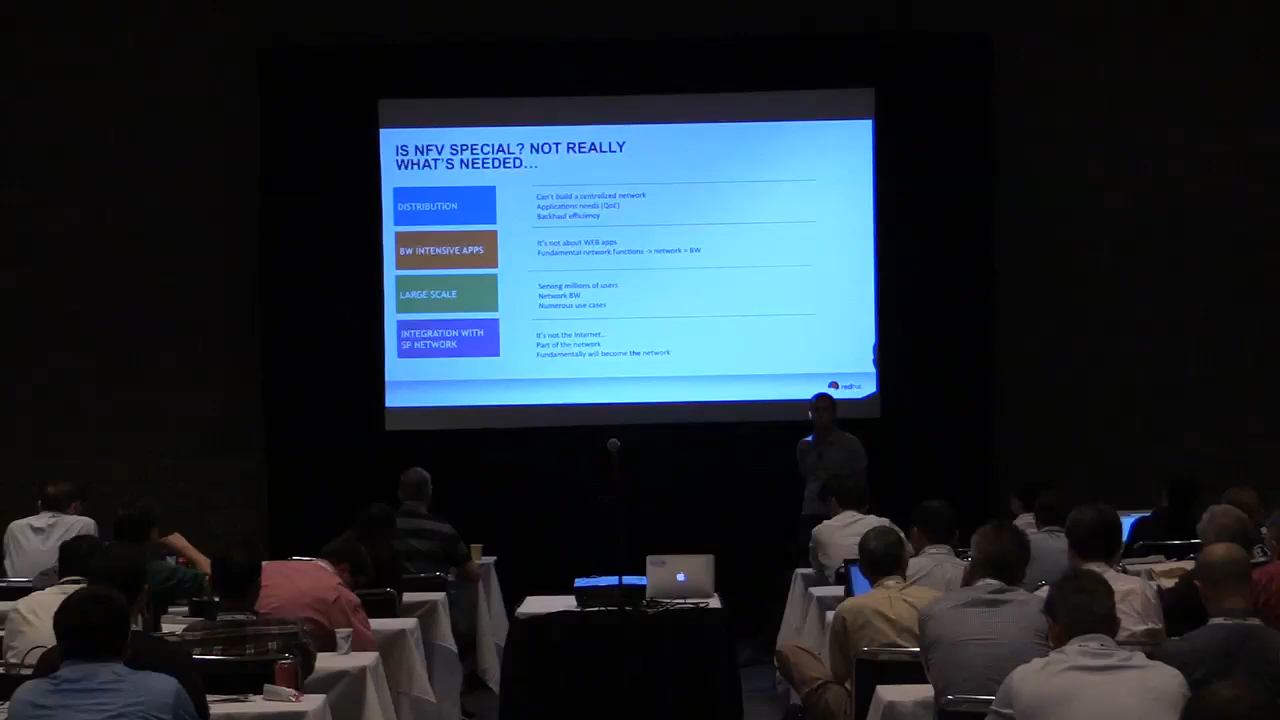 IS NFV SPECIAL? NOT REALLY
WHAT'S NEEDED...
DISTRIBUTION
Can't build a centralized network
Applications needs (QoE)
Backhaul efficiency
BW INTENSIVE APPS
It's not about WEB apps
Fundamental network functions -> network = BW
LARGE SCALE
Serving millions of users
Network BW
Numerous use cases
INTEGRATION WITH
SP NETWORK
It's not the Internet...
Part of the network
Fundamentally will become the network
redhat